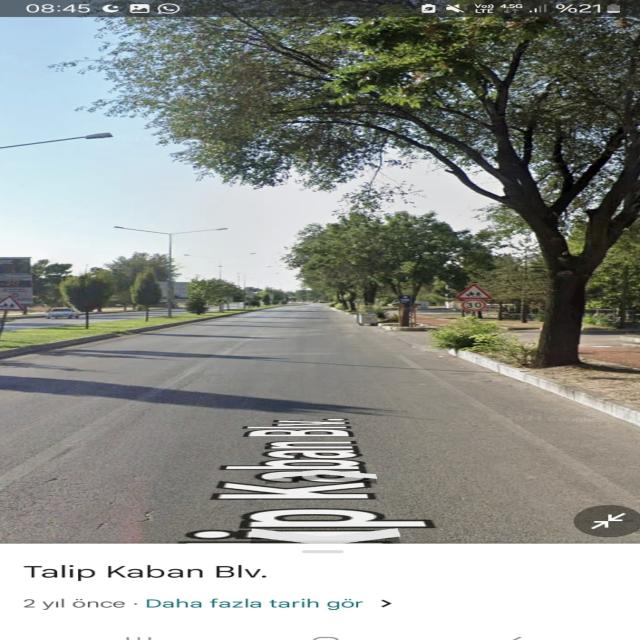 08:45 Vo)) LTE 4.5G %21
30
ip Kaban Blv.
Talip Kaban Blv.
2 yıl önce · Daha fazla tarih gör >